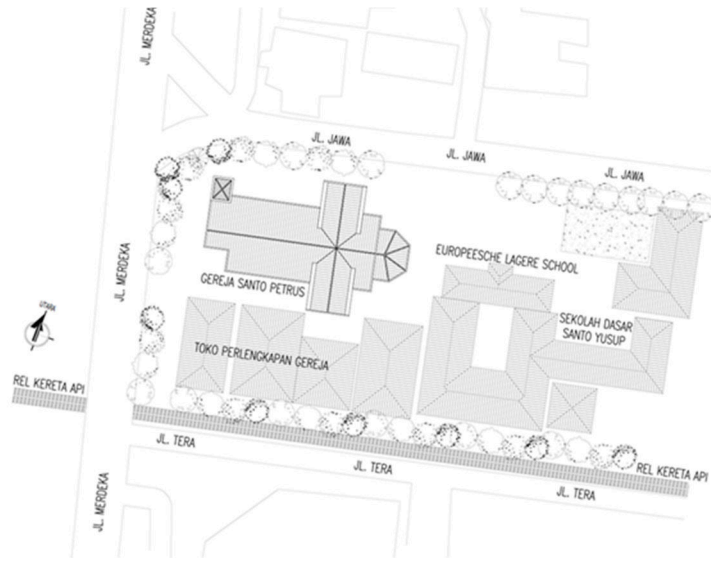 JL. MERDEKA
JL. JAWA
JL. JAWA
JL. JAWA
JL. MERDEKA
EUROPEESCHE LAGERE SCHOOL
GEREJA SANTO PETRUS
SEKOLAH DASAR
SANTO YUSUP
UTARA
TOKO PERLENGKAPAN GEREJA
REL KERETA API
JL. TERA
JL. TERA
REL KERETA API
JL. TERA
JL. MERDEKA